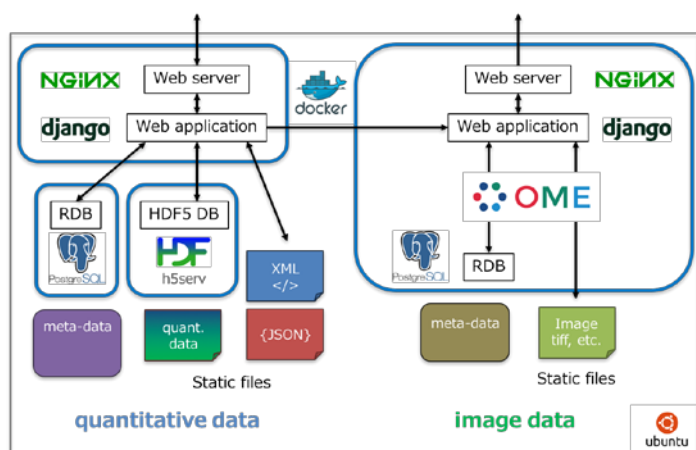 NGiNX
Web server
docker
Web server
NGiNX
django
Web application
Web application
django
OME
RDB
HDF5 DB
PostgreSQL
HDF
h5serv
XML
</>
PostgreSQL
RDB
meta-data
quant.
data
{JSON}
meta-data
Image
tiff, etc.
Static files
Static files
quantitative data
image data
ubuntu